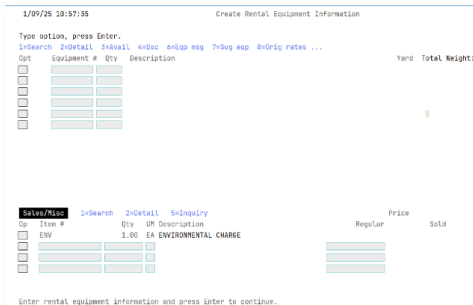 1/09/25 10:57:35 Create Rental Equipment Information
Type option, press Enter.
1=Search 2=Detail 3=Avail 4=Dsc 6=Eqp msg 7=Sug eqp 8=Orig rates ...
Opt Equipment # Qty Description Yard Total Weight:
Sales/Misc 1=Search 2=Detail 5=Inquiry Price
Op Item # Qty UM Description Regular Sold
ENV 1.00 EA ENVIRONMENTAL CHARGE
Enter rental equipment information and press Enter to continue.